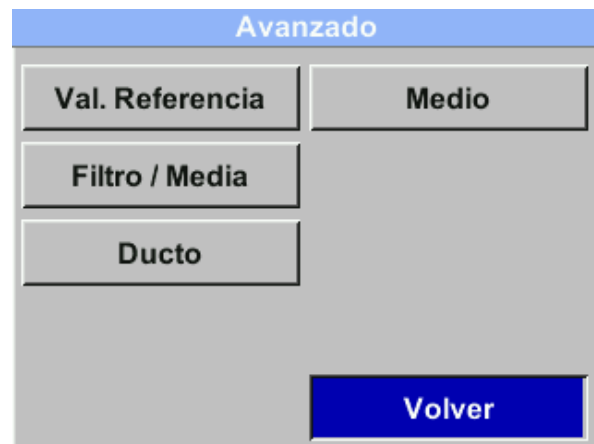 Avanzado
Val. Referencia
Medio
Filtro / Media
Ducto
Volver